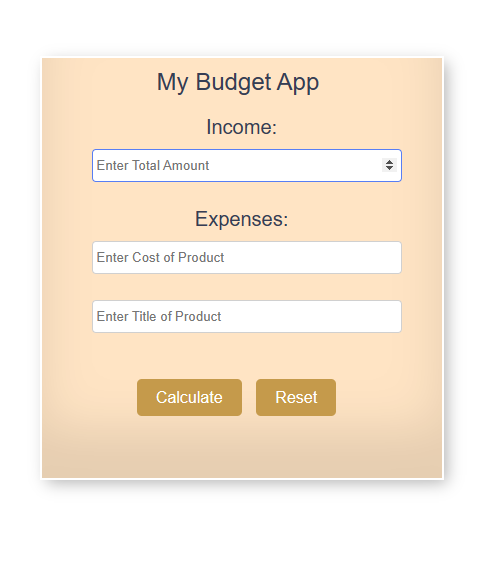 My Budget App
Income:
Enter Total Amount
Expenses:
Enter Cost of Product
Enter Title of Product
Calculate Reset